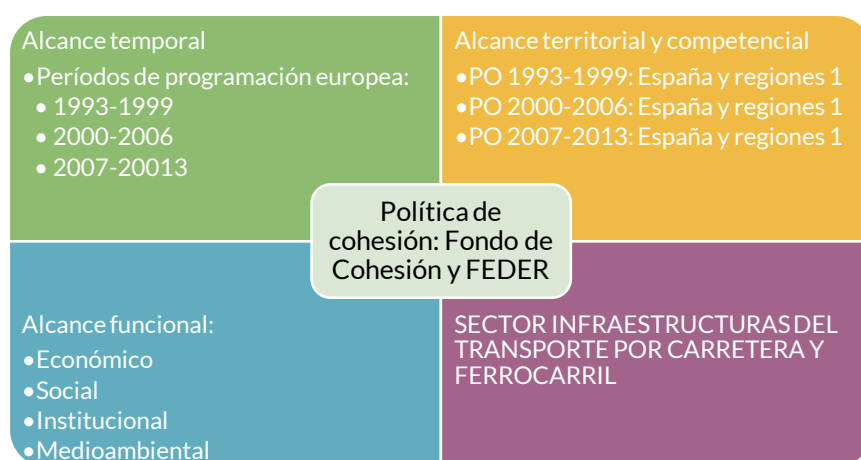 Alcance temporal
•Períodos de programación europea:
• 1993-1999
• 2000-2006
• 2007-20013
Alcance territorial y competencial
•PO 1993-1999: España y regiones 1
•PO 2000-2006: España y regiones 1
•PO 2007-2013: España y regiones 1
Política de
cohesión: Fondo de
Cohesión y FEDER
Alcance funcional:
•Económico
•Social
•Institucional
•Medioambiental
SECTOR INFRAESTRUCTURAS DEL
TRANSPORTE POR CARRETERA Y
FERROCARRIL